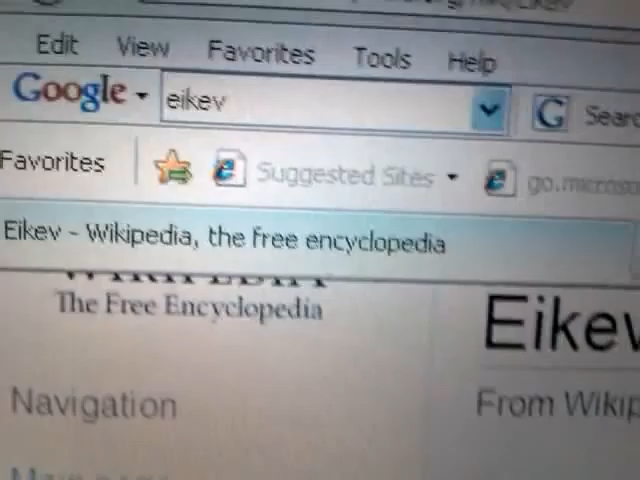 Edit View Favorites Tools Help
Google eikev G
Favorites Suggested Sites
Eikev - Wikipedia, the free encyclopedia
The Free Encyclopedia
Eikev
Navigation
From